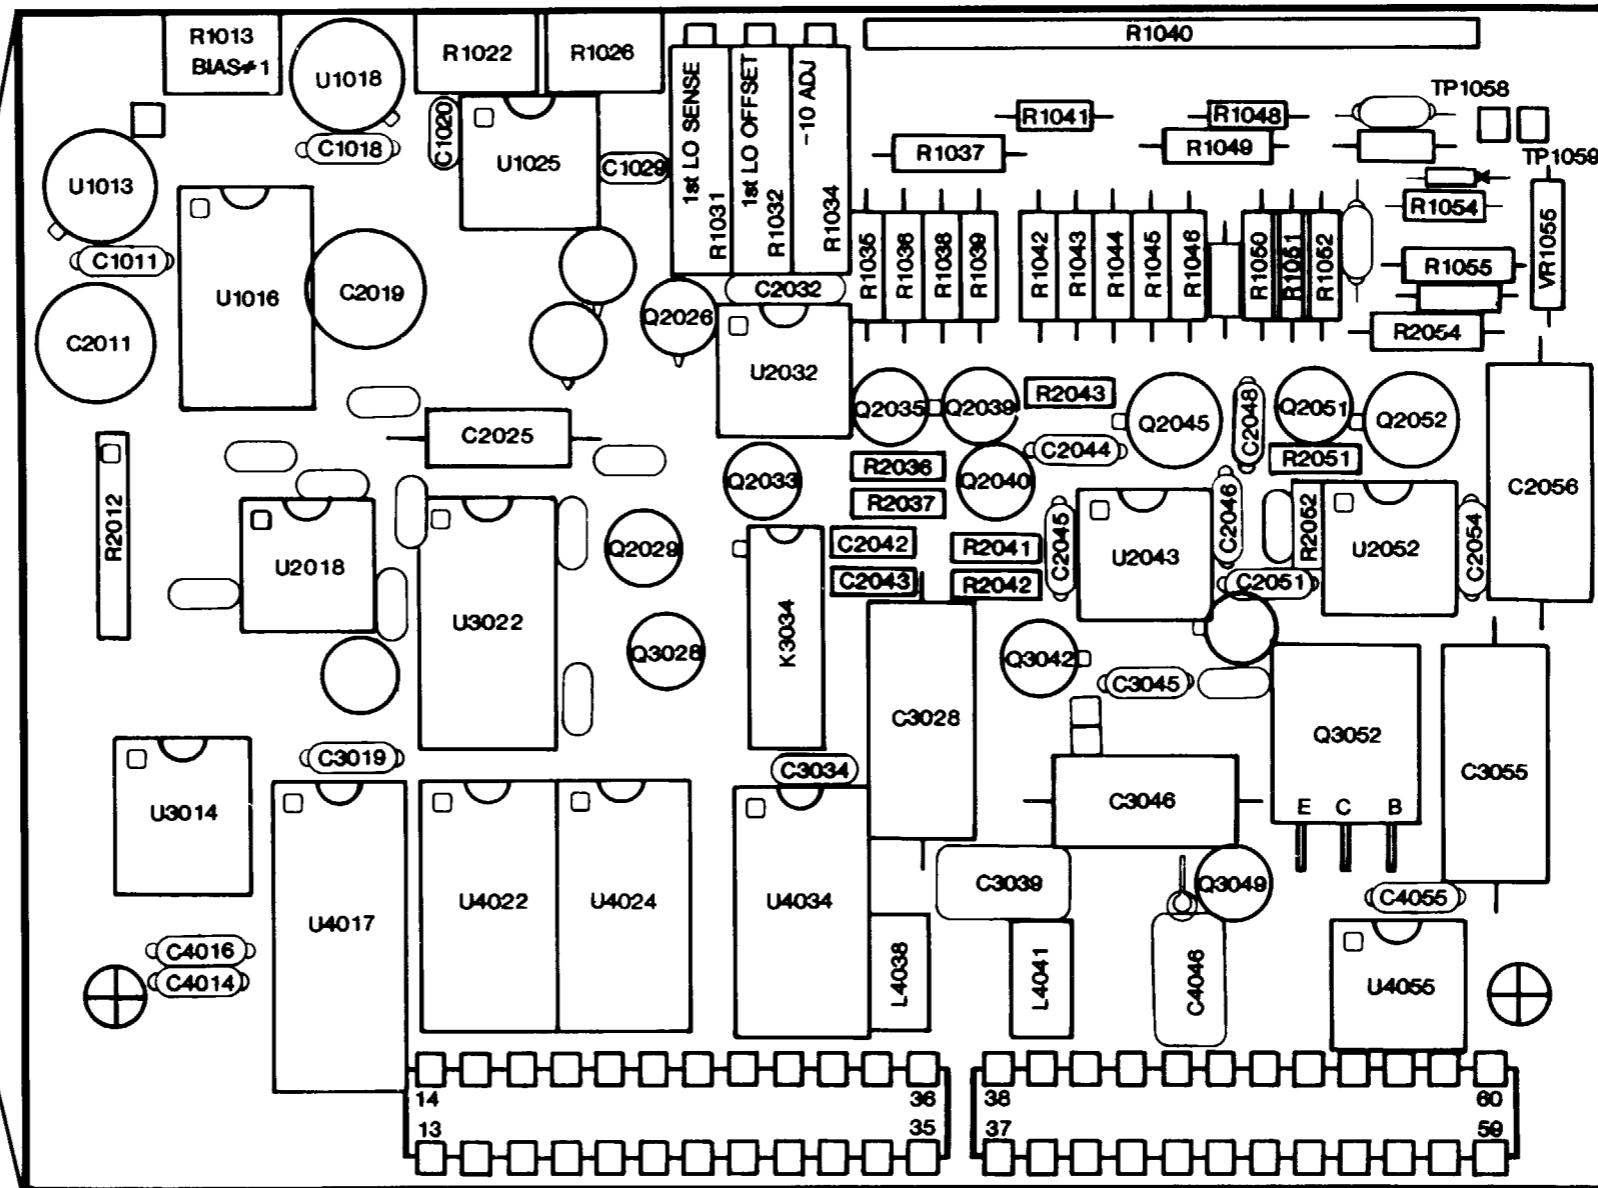 R1013
BIAS#1
U1018
R1022
R1026
R1040
1st LO SENSE
R1031
1st LO OFFSET
R1032
-10 ADJ
R1034
TP1058
TP1059
C1018
C1020
U1025
C1029
R1041
R1048
R1037
R1049
U1013
R1054
VR1055
C1011
U1016
C2019
C2032
R1035
R1036
R1038
R1039
R1042
R1043
R1044
R1045
R1046
R1050
R1051
R1052
R1055
C2011
Q2026
R2054
U2032
Q2035
Q2039
R2043
Q2045
C2048
Q2051
Q2052
C2025
C2044
R2051
R2012
Q2033
R2036
Q2040
R2037
C2056
C2046
R2052
C2054
U2018
Q2029
C2042
R2041
C2045
U2043
U2052
C2043
R2042
C2051
U3022
K3034
Q3028
Q3042
C3045
C3028
Q3052
C3019
C3034
C3055
U3014
C3046
E C B
U4022
U4024
U4034
C3039
Q3049
C4055
U4017
C4016
C4014
L4038
L4041
C4046
U4055
14
36
38
60
13
35
37
59